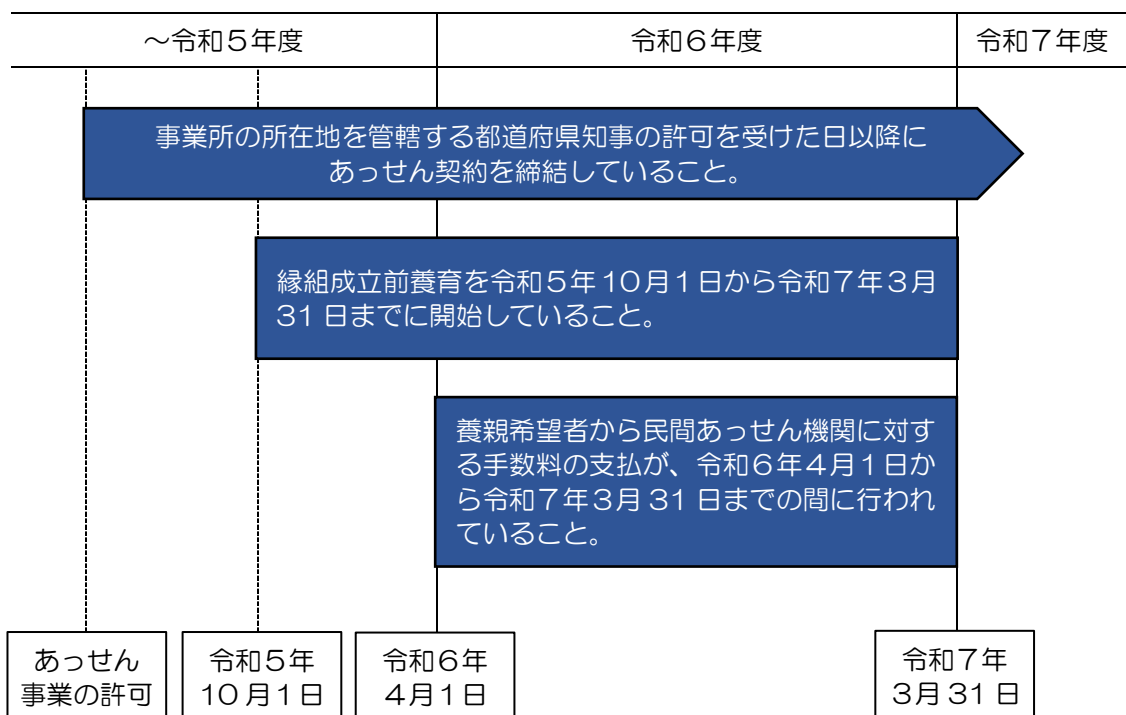 ～令和5年度
令和6年度
令和7年度
事業所の所在地を管轄する都道府県知事の許可を受けた日以降に
あっせん契約を締結していること。
縁組成立前養育を令和5年10月1日から令和7年3月
31日までに開始していること。
養親希望者から民間あっせん機関に対す
る手数料の支払が、令和6年4月1日か
ら令和7年3月31日までの間に行われ
ていること。
あっせん
事業の許可
令和5年
10月1日
令和6年
4月1日
令和7年
3月31日